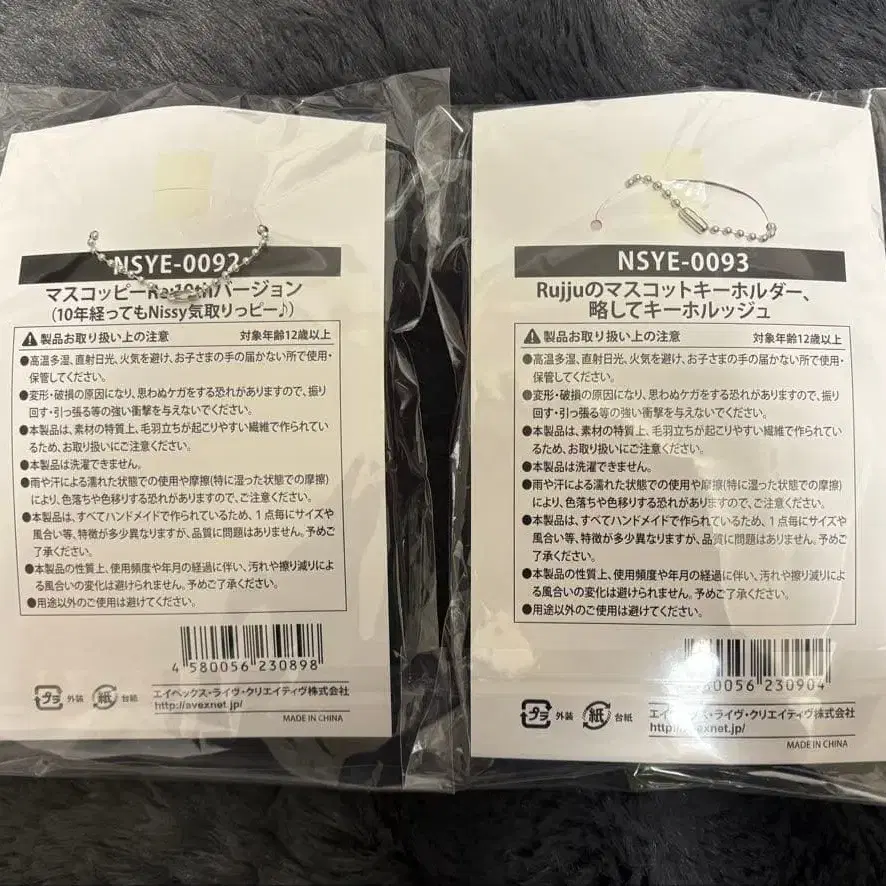 NSYE-0092
マスコッピーRe:10thバージョン
(10年経ってもNissy気取りっピー♪)
製品お取り扱い上の注意 対象年齢12歳以上
●高温多湿、直射日光、火気を避け、お子さまの手の届かない所で使用・
保管してください。
●変形・破損の原因になり、思わぬケガをする恐れがありますので、振り
回す・引っ張る等の強い衝撃を与えないでください。
●本製品は、素材の特質上、毛羽立ちが起こりやすい繊維で作られてい
るため、お取り扱いにご注意ください。
●本製品は洗濯できません。
●雨や汗による濡れた状態での使用や摩擦(特に湿った状態での摩擦)
により、色落ちや色移りする恐れがありますので、ご注意ください。
●本製品は、すべてハンドメイドで作られているため、1点毎にサイズや
風合い等、特徴が多少異なりますが、品質に問題はありません。予めご
了承ください。
●本製品の性質上、使用頻度や年月の経過に伴い、汚れや擦り減りによ
る風合いの変化は避けられません。予めご了承ください。
●用途以外のご使用は避けてください。
4 580056 230898
プラ 外装 紙 台紙
エイベックス・ライヴ・クリエイティヴ株式会社
http://avexnet.jp/
MADE IN CHINA
NSYE-0093
Rujjuのマスコットキーホルダー、
略してキーホルッジュ
製品お取り扱い上の注意 対象年齢12歳以上
●高温多湿、直射日光、火気を避け、お子さまの手の届かない所で使用・
保管してください。
●変形・破損の原因になり、思わぬケガをする恐れがありますので、振り
回す・引っ張る等の強い衝撃を与えないでください。
●本製品は、素材の特質上、毛羽立ちが起こりやすい繊維で作られてい
るため、お取り扱いにご注意ください。
●本製品は洗濯できません。
●雨や汗による濡れた状態での使用や摩擦(特に湿った状態での摩擦)
により、色落ちや色移りする恐れがありますので、ご注意ください。
●本製品は、すべてハンドメイドで作られているため、1点毎にサイズや
風合い等、特徴が多少異なりますが、品質に問題はありません。予めご
了承ください。
●本製品の性質上、使用頻度や年月の経過に伴い、汚れや擦り減りによ
る風合いの変化は避けられません。予めご了承ください。
●用途以外のご使用は避けてください。
80056 230904
プラ 外装 紙 台紙
エイベックス・ライヴ・クリエイティヴ株式会社
http://avexnet.jp/
MADE IN CHINA